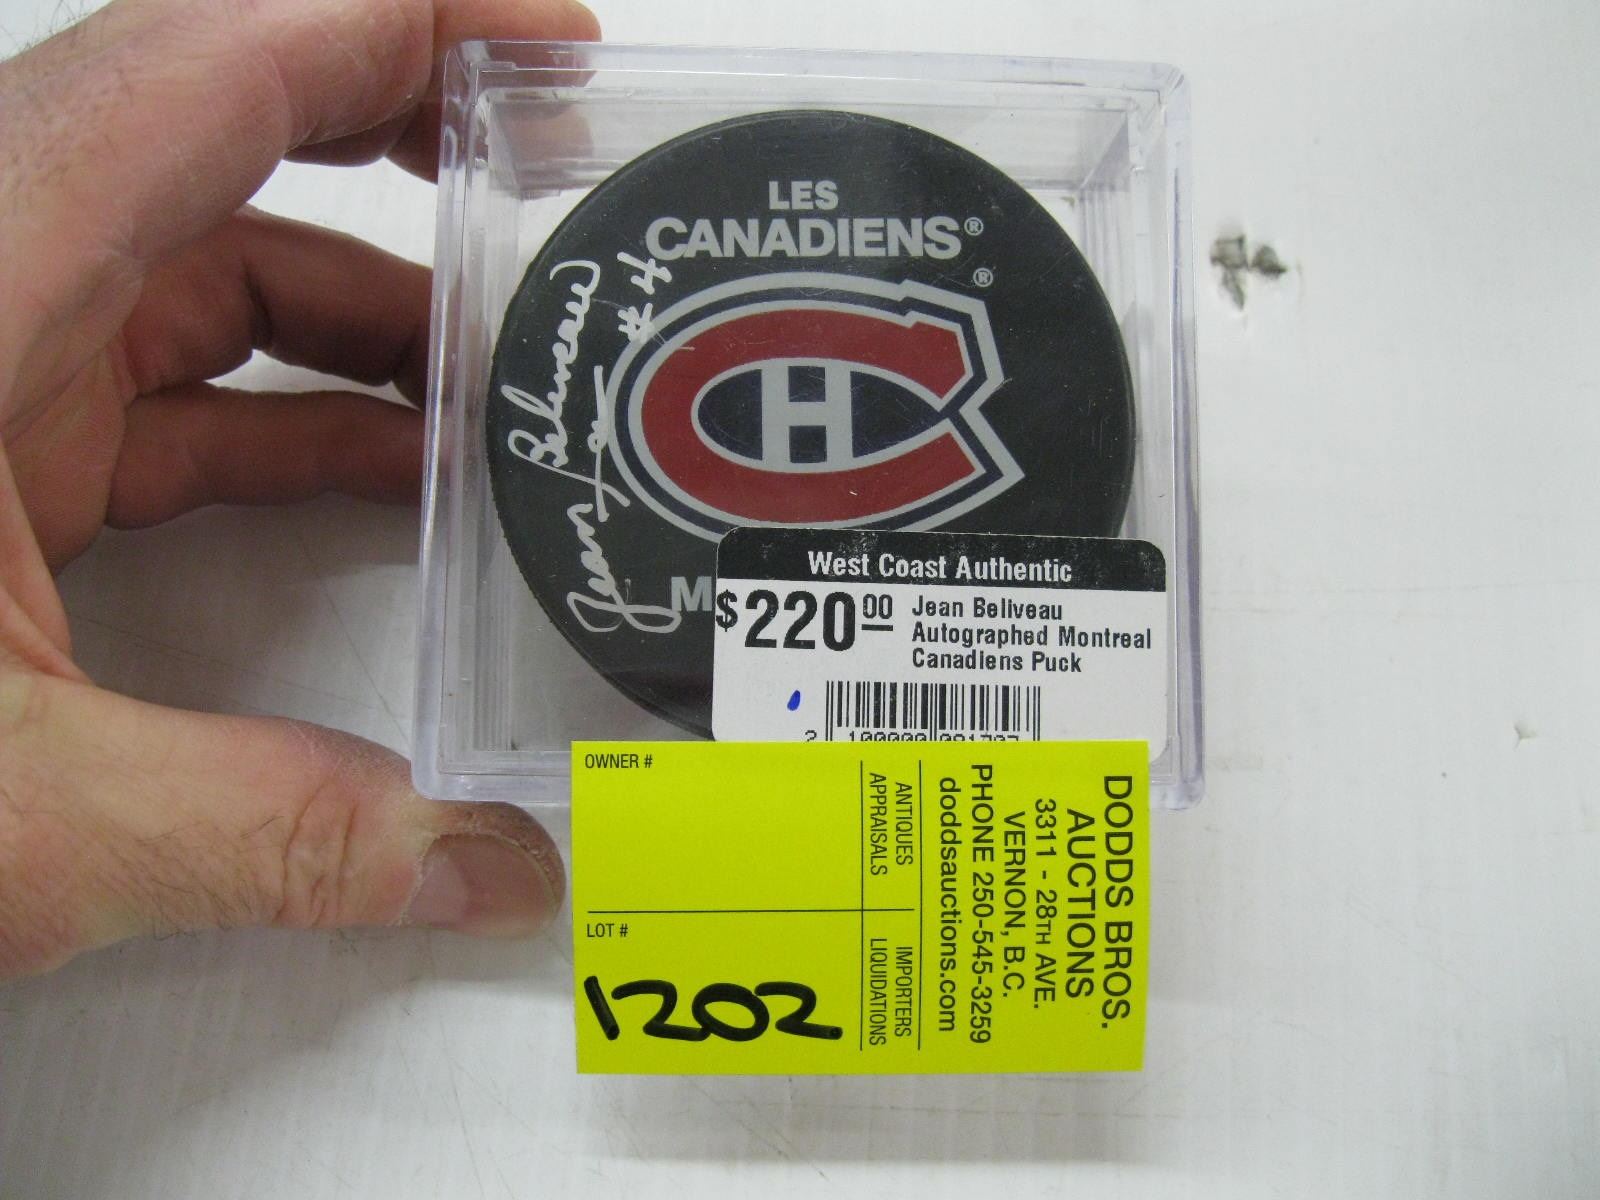 LES
CANADIENS®
®
Jean Beliveau
#4
M
West Coast Authentic
$220.00
Jean Beliveau
Autographed Montreal
Canadiens Puck
OWNER #
LOT #
1202
ANTIQUES
APPRAISALS
IMPORTERS
LIQUIDATIONS
DODDS BROS.
AUCTIONS
3311 - 28TH AVE.
VERNON, B.C.
PHONE 250-545-3259
doddsauctions.com